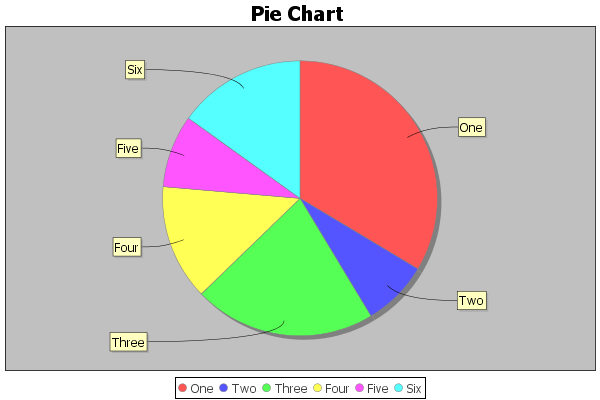 Pie Chart
Six
One
Five
Four
Two
Three
One Two Three Four Five Six